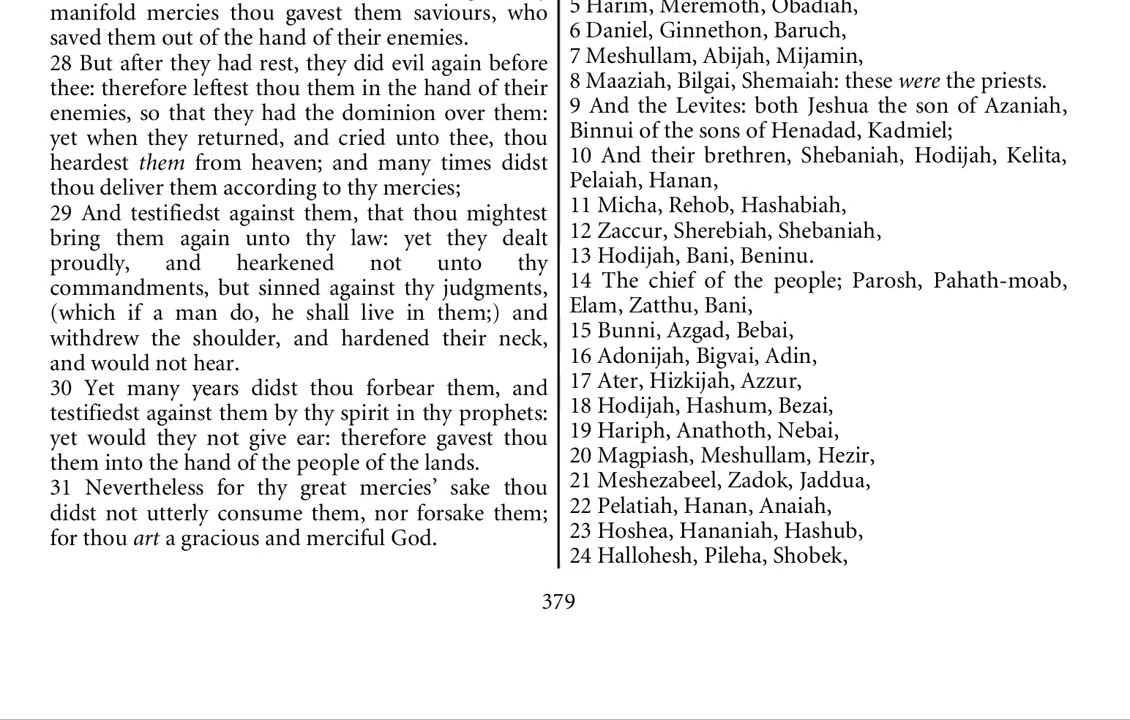 manifold mercies thou gavest them saviours, who
saved them out of the hand of their enemies.
28 But after they had rest, they did evil again before
thee: therefore leftest thou them in the hand of their
enemies, so that they had the dominion over them:
yet when they returned, and cried unto thee, thou
heardest them from heaven; and many times didst
thou deliver them according to thy mercies;
29 And testifiedst against them, that thou mightest
bring them again unto thy law: yet they dealt
proudly, and hearkened not unto thy
commandments, but sinned against thy judgments,
(which if a man do, he shall live in them;) and
withdrew the shoulder, and hardened their neck,
and would not hear.
30 Yet many years didst thou forbear them, and
testifiedst against them by thy spirit in thy prophets:
yet would they not give ear: therefore gavest thou
them into the hand of the people of the lands.
31 Nevertheless for thy great mercies’ sake thou
didst not utterly consume them, nor forsake them;
for thou art a gracious and merciful God.
5 Harim, Meremoth, Obadiah,
6 Daniel, Ginnethon, Baruch,
7 Meshullam, Abijah, Mijamin,
8 Maaziah, Bilgai, Shemaiah: these were the priests.
9 And the Levites: both Jeshua the son of Azaniah,
Binnui of the sons of Henadad, Kadmiel;
10 And their brethren, Shebaniah, Hodijah, Kelita,
Pelaiah, Hanan,
11 Micha, Rehob, Hashabiah,
12 Zaccur, Sherebiah, Shebaniah,
13 Hodijah, Bani, Beninu.
14 The chief of the people; Parosh, Pahath-moab,
Elam, Zatthu, Bani,
15 Bunni, Azgad, Bebai,
16 Adonijah, Bigvai, Adin,
17 Ater, Hizkijah, Azzur,
18 Hodijah, Hashum, Bezai,
19 Hariph, Anathoth, Nebai,
20 Magpiash, Meshullam, Hezir,
21 Meshezabeel, Zadok, Jaddua,
22 Pelatiah, Hanan, Anaiah,
23 Hoshea, Hananiah, Hashub,
24 Hallohesh, Pileha, Shobek,
379